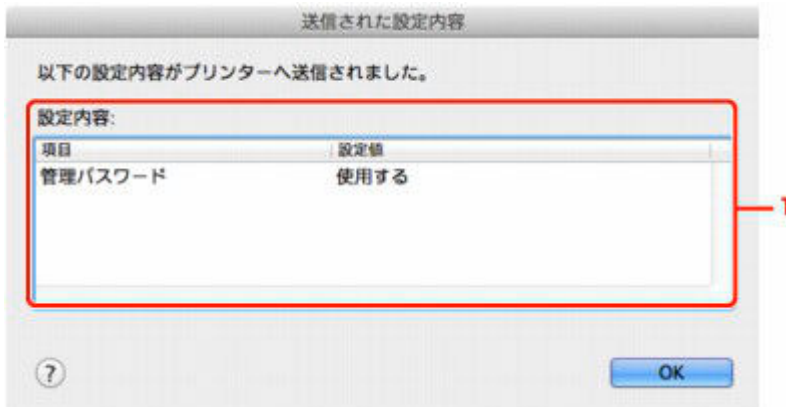 送信された設定内容
以下の設定内容がプリンターへ送信されました。
設定内容:
項目 設定値
管理パスワード 使用する
1
? OK